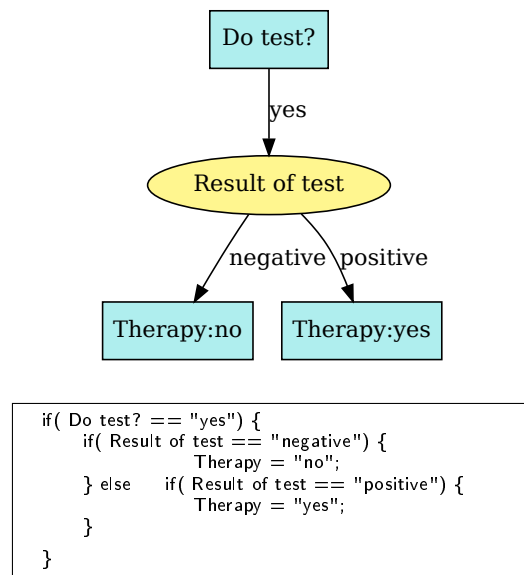 Do test?
yes
Result of test
negative positive
Therapy:no Therapy:yes
if( Do test? == "yes") {
if( Result of test == "negative") {
Therapy = "no";
} else if( Result of test == "positive") {
Therapy = "yes";
}
}